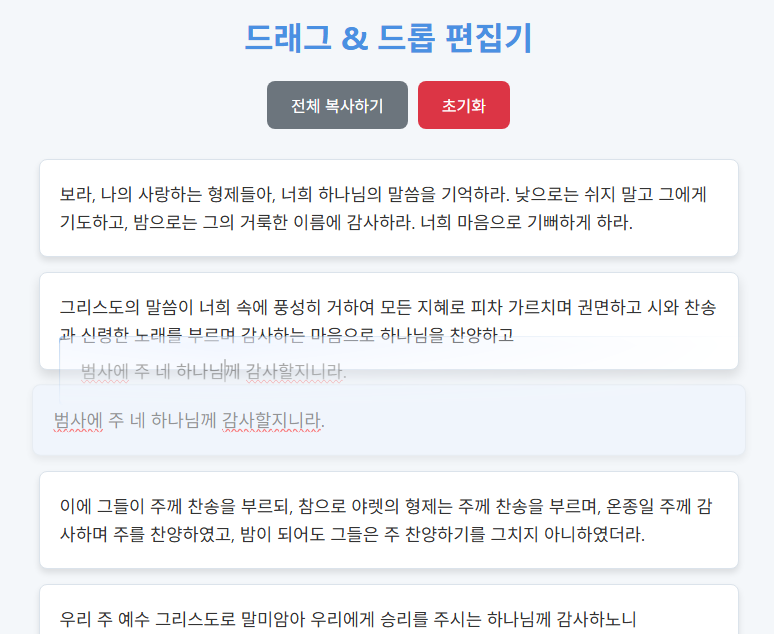 드래그 & 드롭 편집기
전체 복사하기
초기화
보라, 나의 사랑하는 형제들아, 너희 하나님의 말씀을 기억하라. 낮으로는 쉬지 말고 그에게
기도하고, 밤으로는 그의 거룩한 이름에 감사하라. 너희 마음으로 기뻐하게 하라.
그리스도의 말씀이 너희 속에 풍성히 거하여 모든 지혜로 피차 가르치며 권면하고 시와 찬송
과 신령한 노래를 부르며 감사하는 마음으로 하나님을 찬양하고
범사에 주 네 하나님께 감사할지니라.
범사에 주 네 하나님께 감사할지니라.
이에 그들이 주께 찬송을 부르되, 참으로 야렛의 형제는 주께 찬송을 부르며, 온종일 주께 감
사하며 주를 찬양하였고, 밤이 되어도 그들은 주 찬양하기를 그치지 아니하였더라.
우리 주 예수 그리스도로 말미암아 우리에게 승리를 주시는 하나님께 감사하노니